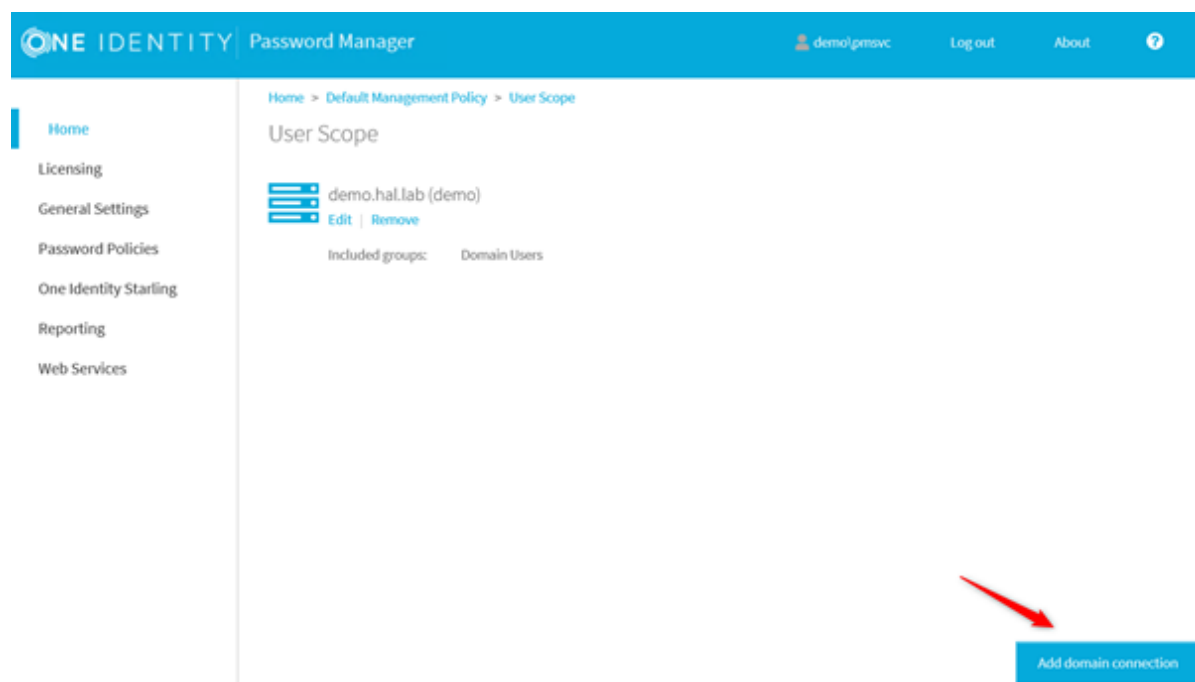 ONE IDENTITY Password Manager demo\pmsvc Log out About ?
Home > Default Management Policy > User Scope
User Scope
Home
Licensing
General Settings
Password Policies
One Identity Starling
Reporting
Web Services
demo.hal.lab (demo)
Edit | Remove
Included groups: Domain Users
Add domain connection